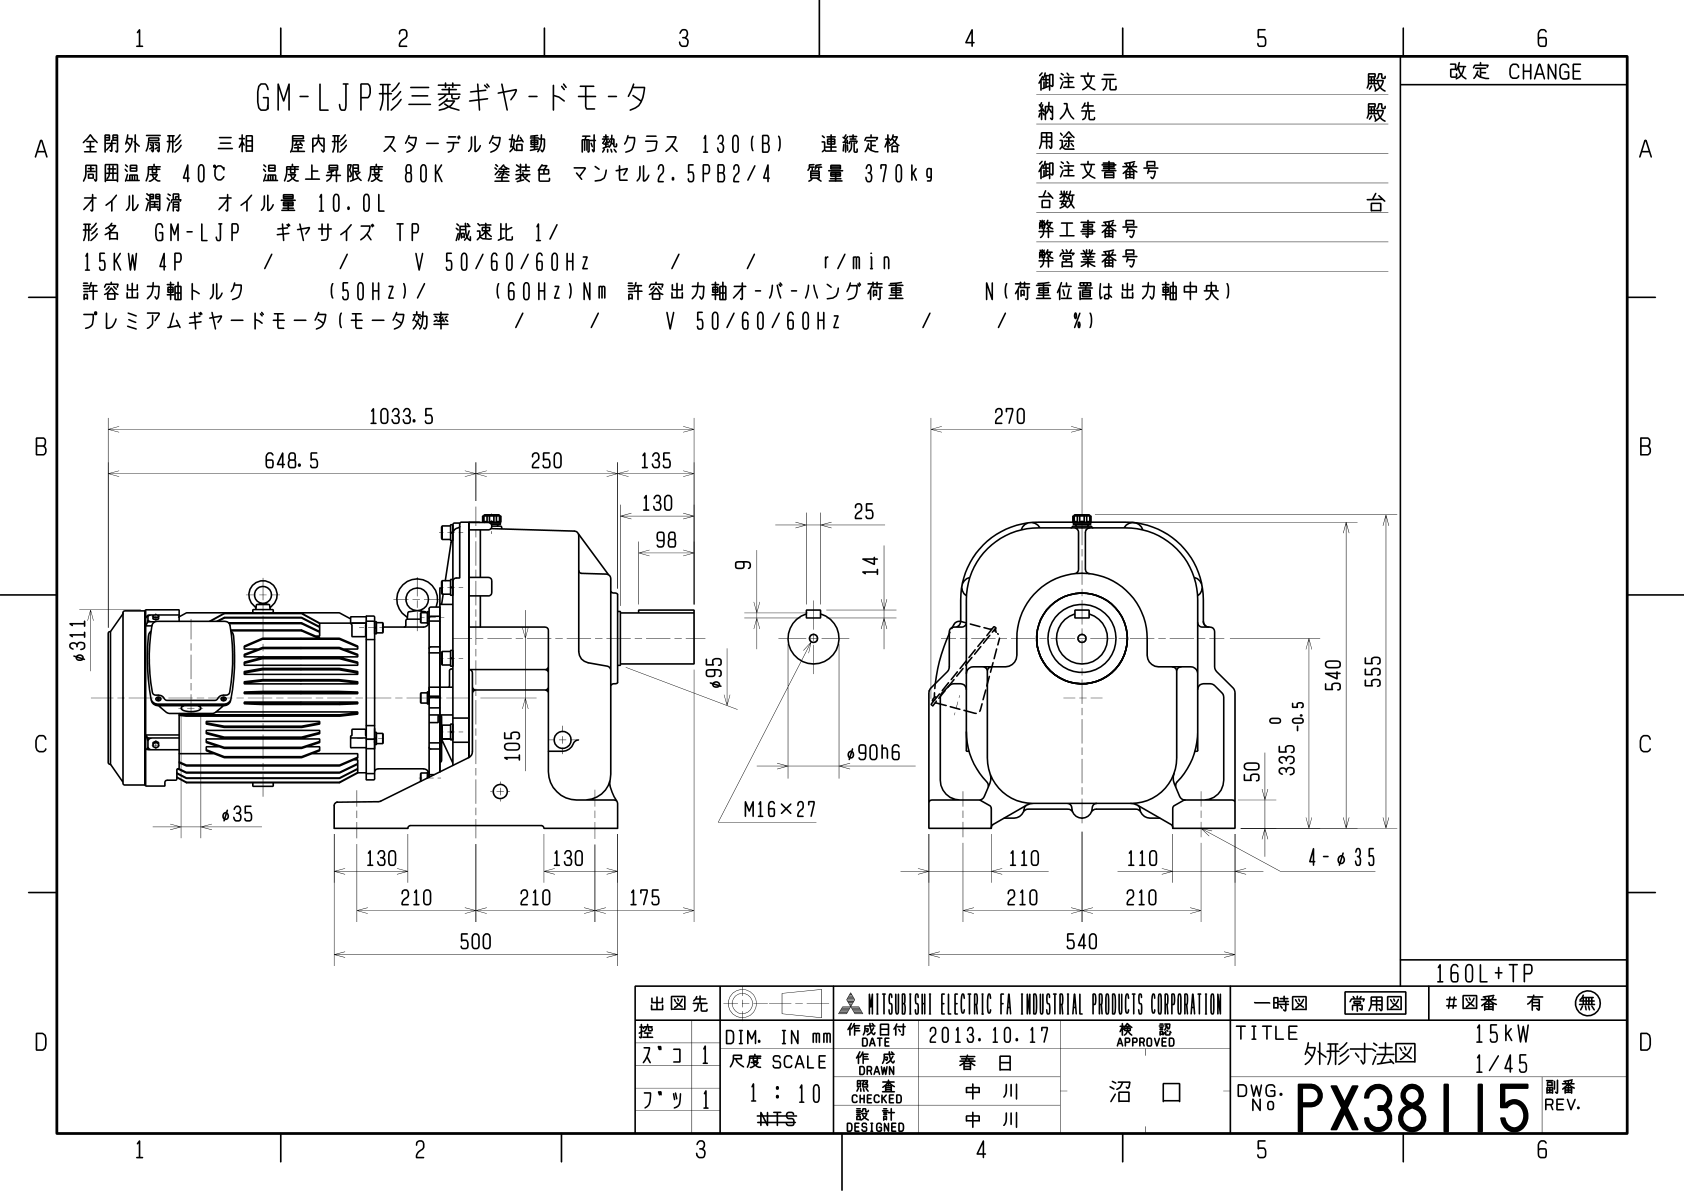 1 2 3 4 5 6
A
B
C
D
A
B
C
D
1 2 3 4 5 6
改定 CHANGE
GM-LJP形三菱ギヤードモータ
全閉外扇形 三相 屋内形 スターデルタ始動 耐熱クラス 130(B) 連続定格
周囲温度 40℃ 温度上昇限度 80K 塗装色 マンセル2.5PB2/4 質量 370kg
オイル潤滑 オイル量 10.0L
形名 GM-LJP ギヤサイズ TP 減速比 1/
15KW 4P / / V 50/60/60Hz / / r/min
許容出力軸トルク (50Hz)/ (60Hz)Nm 許容出力軸オーバーハング荷重 N(荷重位置は出力軸中央)
プレミアムギヤードモータ(モータ効率 / / V 50/60/60Hz / / %)
御注文元 殿
納入先 殿
用途
御注文書番号
台数 台
弊工事番号
弊営業番号
1033.5
648.5 250 135
130
98
φ311
φ95
105
φ35
130 130
210 210 175
500
25
9
14
φ90h6
M16×27
270
540
555
335 0 -0.5
50
4-φ35
110 110
210 210
540
160L+TP
出図先
控
ズコ 1
ブツ 1
DIM. IN mm
尺度 SCALE
1 : 10
NTS
MITSUBISHI ELECTRIC FA INDUSTRIAL PRODUCTS CORPORATION
作成日付 DATE 2013.10.17
検認 APPROVED
作成 DRAWN 春日
照査 CHECKED 中川
設計 DESIGNED 中川
沼口
一時図 常用図 #図番 有 無
TITLE 外形寸法図
15kW
1/45
DWG. No PX38115
副番 REV.